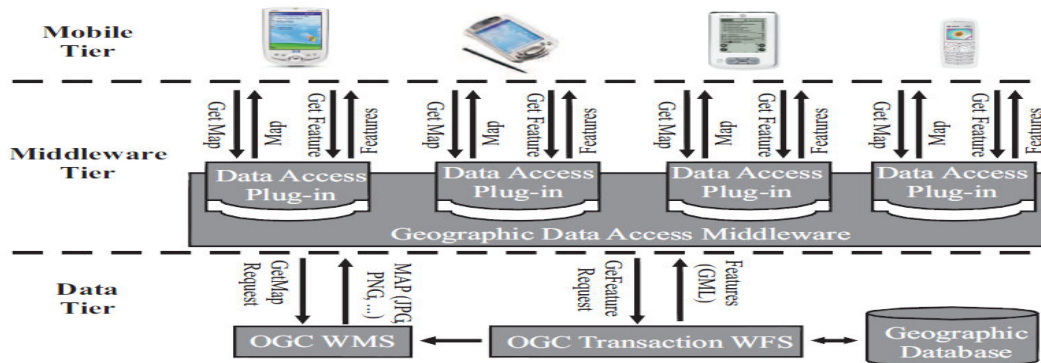 Mobile
Tier
Get Map
Map
Get Feature
Features
Get Map
Map
Get Feature
Features
Get Map
Map
Get Feature
Features
Get Map
Map
Get Feature
Features
Middleware
Tier
Data Access
Plug-in
Data Access
Plug-in
Data Access
Plug-in
Data Access
Plug-in
Geographic Data Access Middleware
Data
Tier
GetMap
Request
MAP (JPG,
PNG, ...)
GeFeature
Request
Features
(GML)
OGC WMS
OGC Transaction WFS
Geographic
Database